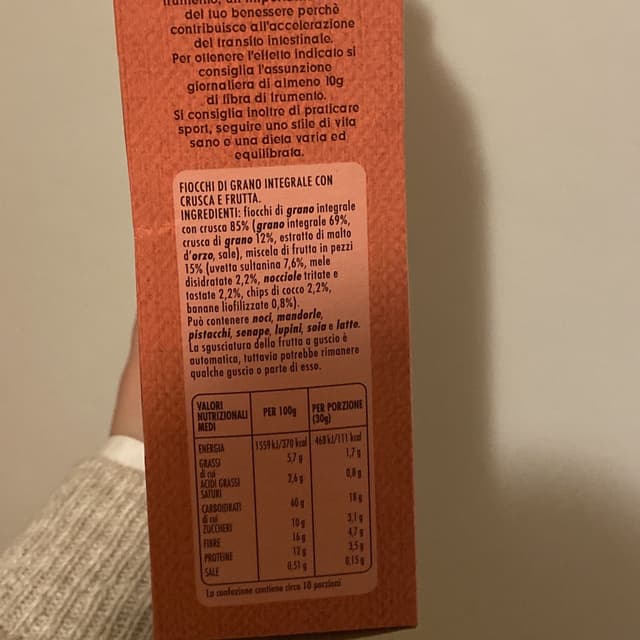 del tuo benessere perchè
contribuisce all'accelerazione
del transito intestinale.
Per ottenere l'effetto indicato si
consiglia l'assunzione
giornaliera di almeno 10g
di fibra di frumento.
Si consiglia inoltre di praticare
sport, seguire uno stile di vita
sano e una dieta varia ed
equilibrata.
FIOCCHI DI GRANO INTEGRALE CON
CRUSCA E FRUTTA.
INGREDIENTI: fiocchi di grano integrale
con crusca 85% (grano integrale 69%,
crusca di grano 12%, estratto di malto
d'orzo, sale), miscela di frutta in pezzi
15% (uvetta sultanina 7,6%, mele
disidratate 2,2%, nocciole tritate e
tostate 2,2%, chips di cocco 2,2%,
banane liofilizzate 0,8%).
Può contenere noci, mandorle,
pistacchi, senape, lupini, soia e latte.
La sgusciatura della frutta a guscio è
automatica, tuttavia potrebbe rimanere
qualche guscio o parte di esso.
VALORI NUTRIZIONALI MEDI PER 100g PER PORZIONE (30g)
ENERGIA 1559 kJ/370 kcal 468 kJ/111 kcal
GRASSI 5,7 g 1,7 g
di cui
ACIDI GRASSI SATURI 2,6 g 0,8 g
CARBOIDRATI 60 g 18 g
di cui
ZUCCHERI 10 g 3,1 g
FIBRE 16 g 4,7 g
PROTEINE 12 g 3,5 g
SALE 0,51 g 0,15 g
La confezione contiene circa 10 porzioni